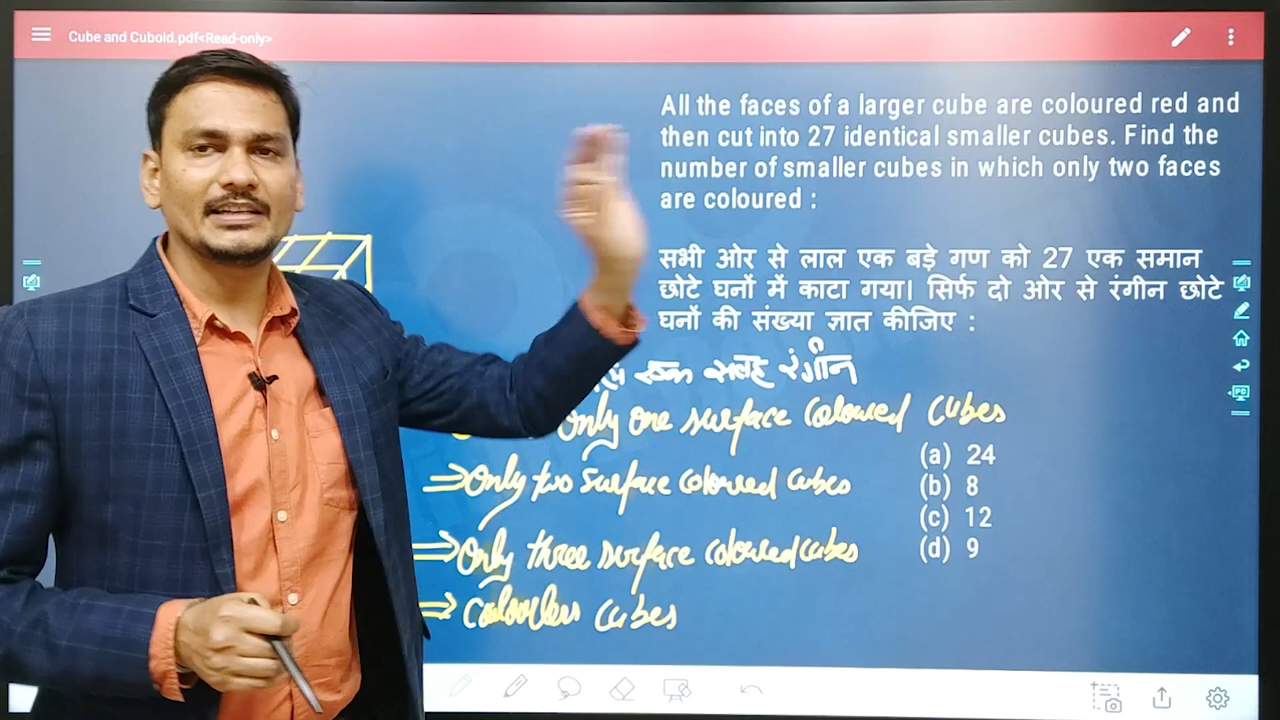 Cube and Cuboid.pdf<Read-only>
All the faces of a larger cube are coloured red and
then cut into 27 identical smaller cubes. Find the
number of smaller cubes in which only two faces
are coloured :
सभी ओर से लाल एक बड़े गण को 27 एक समान
छोटे घनों में काटा गया। सिर्फ दो ओर से रंगीन छोटे
घनों की संख्या ज्ञात कीजिए :
एक सतह रंगीन
Only one surface coloured cubes
(a) 24
⇒ Only two surface coloured cubes
(b) 8
(c) 12
⇒ Only three surface coloured cubes
(d) 9
⇒ Colourless cubes